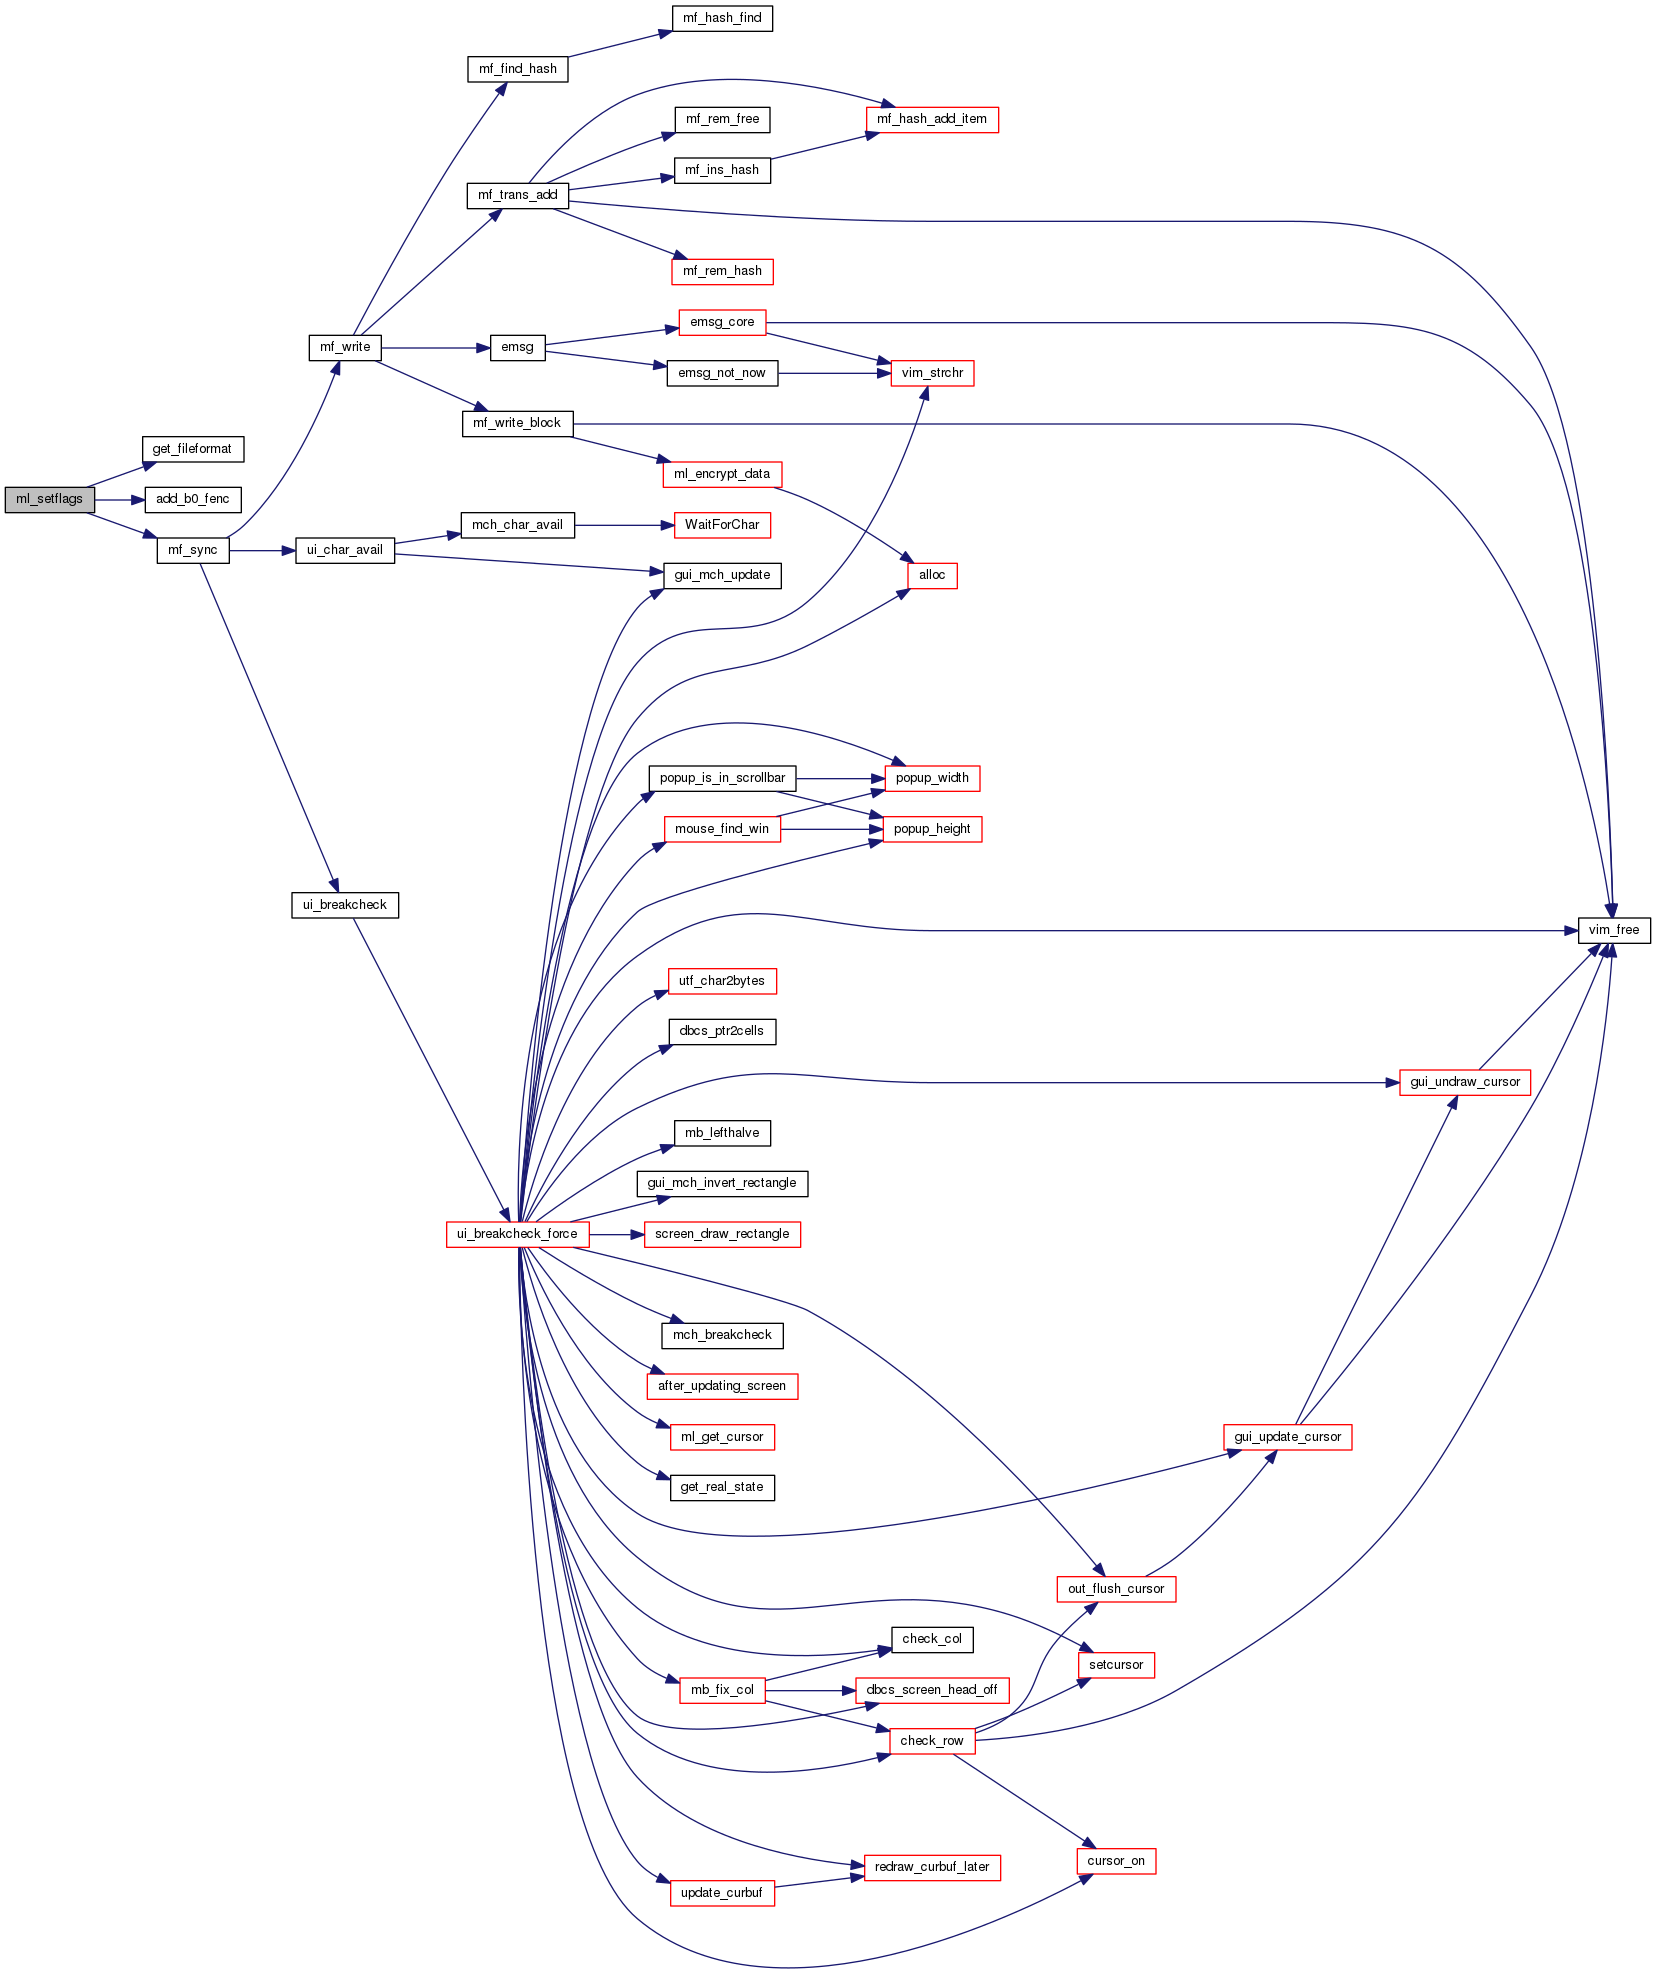 mf_hash_find
mf_find_hash
mf_hash_add_item
mf_rem_free
mf_ins_hash
mf_trans_add
mf_rem_hash
emsg_core
mf_write
emsg
emsg_not_now
vim_strchr
mf_write_block
get_fileformat
ml_encrypt_data
ml_setflags
add_b0_fenc
mch_char_avail
WaitForChar
mf_sync
ui_char_avail
gui_mch_update
alloc
popup_is_in_scrollbar
popup_width
mouse_find_win
popup_height
ui_breakcheck
vim_free
utf_char2bytes
dbcs_ptr2cells
gui_undraw_cursor
mb_lefthalve
gui_mch_invert_rectangle
ui_breakcheck_force
screen_draw_rectangle
mch_breakcheck
after_updating_screen
ml_get_cursor
gui_update_cursor
get_real_state
out_flush_cursor
check_col
setcursor
mb_fix_col
dbcs_screen_head_off
check_row
cursor_on
redraw_curbuf_later
update_curbuf